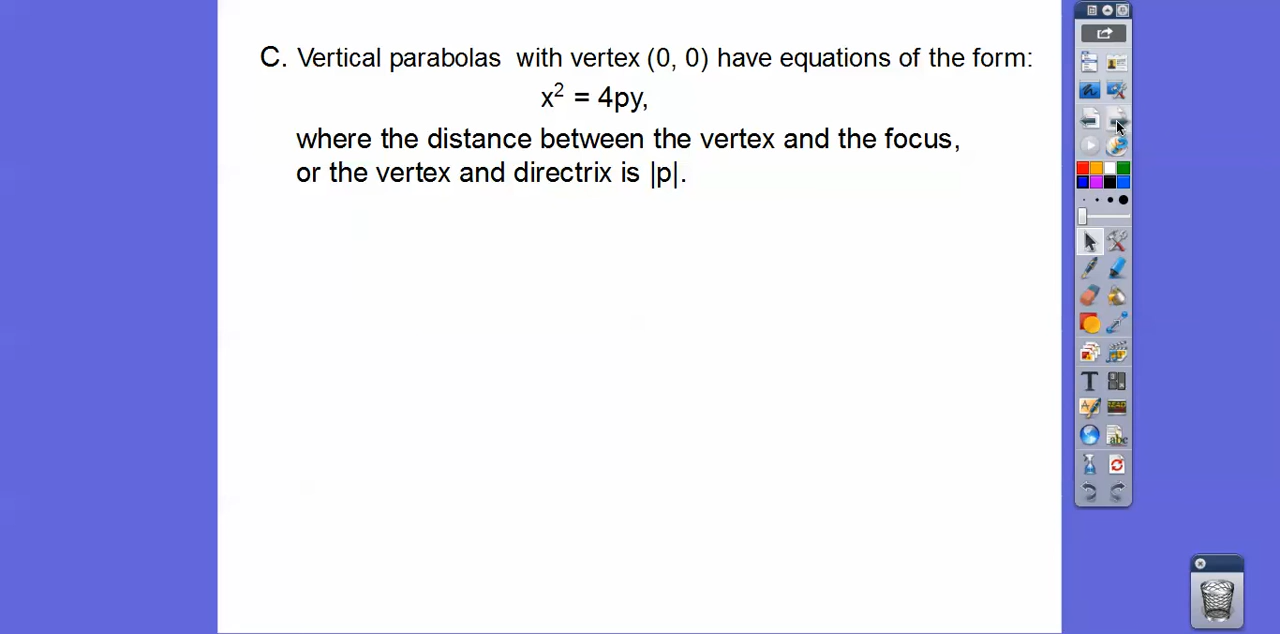 C. Vertical parabolas with vertex (0, 0) have equations of the form:
x² = 4py,
where the distance between the vertex and the focus,
or the vertex and directrix is |p|.